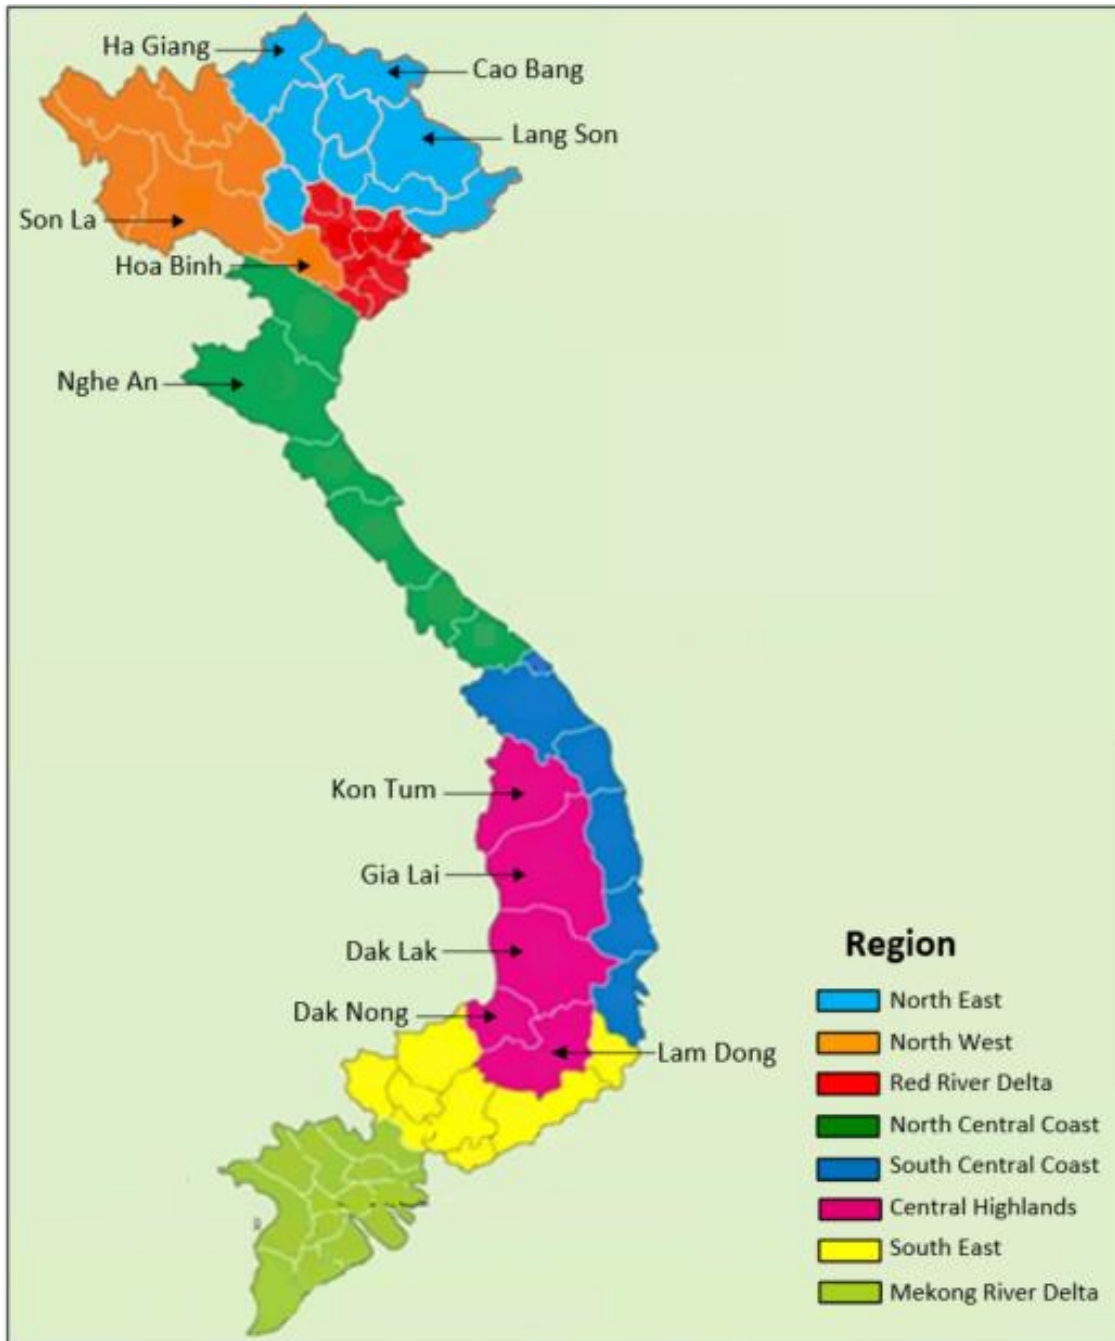 Ha Giang
Cao Bang
Lang Son
Son La
Hoa Binh
Nghe An
Kon Tum
Gia Lai
Dak Lak
Dak Nong
Lam Dong
Region
North East
North West
Red River Delta
North Central Coast
South Central Coast
Central Highlands
South East
Mekong River Delta